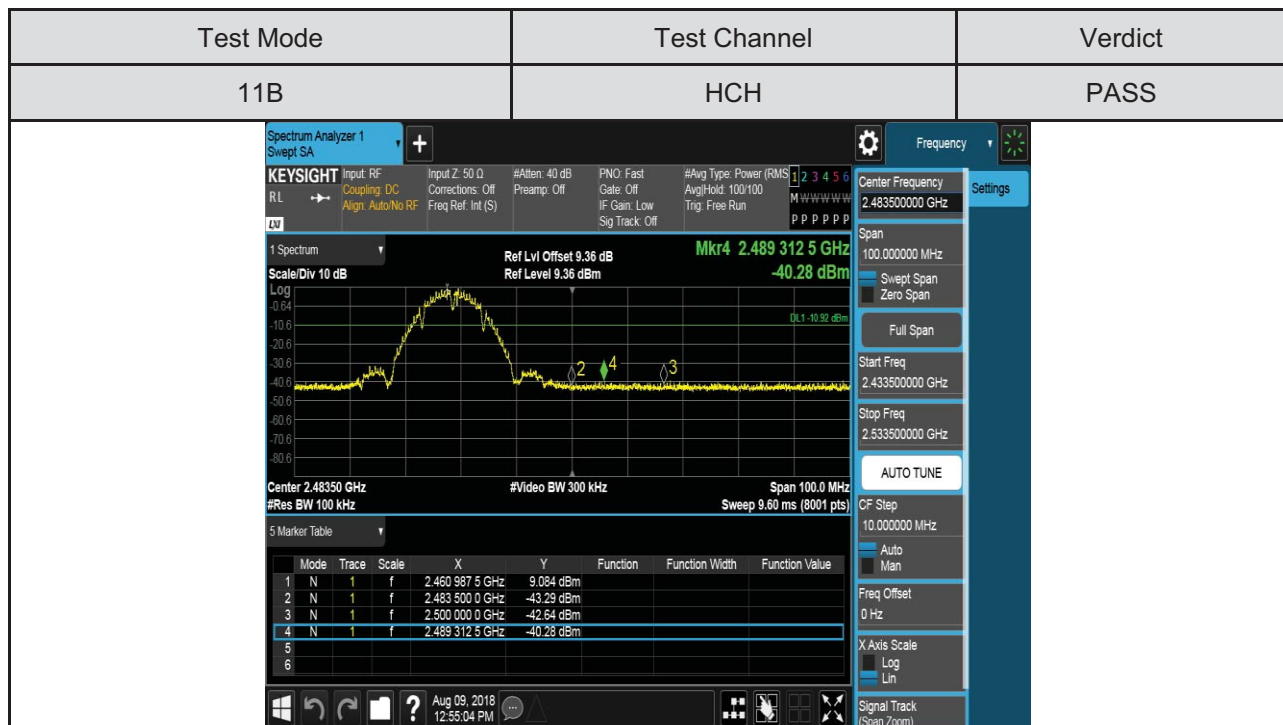 Test Mode Test Channel Verdict
11B HCH PASS
Spectrum Analyzer 1
Swept SA
+
Frequency
KEYSIGHT
RL
LXI
Input: RF
Coupling: DC
Align: Auto/No RF
Input Z: 50 Ω
Corrections: Off
Freq Ref: Int (S)
#Atten: 40 dB
Preamp: Off
PNO: Fast
Gate: Off
IF Gain: Low
Sig Track: Off
#Avg Type: Power (RMS
Avg|Hold: 100/100
Trig: Free Run
1 2 3 4 5 6
M W W W W W
P P P P P P
1 Spectrum
Scale/Div 10 dB
Ref Lvl Offset 9.36 dB
Ref Level 9.36 dBm
Mkr4 2.489 312 5 GHz
-40.28 dBm
Log
-0.64
-10.6
-20.6
-30.6
-40.6
-50.6
-60.6
-70.6
-80.6
DL1 -10.92 dBm
2
4
3
Center 2.48350 GHz #Video BW 300 kHz Span 100.0 MHz
#Res BW 100 kHz Sweep 9.60 ms (8001 pts)
5 Marker Table
Mode Trace Scale X Y Function Function Width Function Value
1 N 1 f 2.460 987 5 GHz 9.084 dBm
2 N 1 f 2.483 500 0 GHz -43.29 dBm
3 N 1 f 2.500 000 0 GHz -42.64 dBm
4 N 1 f 2.489 312 5 GHz -40.28 dBm
5
6
? Aug 09, 2018
12:55:04 PM
Center Frequency
2.483500000 GHz
Settings
Span
100.000000 MHz
Swept Span
Zero Span
Full Span
Start Freq
2.433500000 GHz
Stop Freq
2.533500000 GHz
AUTO TUNE
CF Step
10.000000 MHz
Auto
Man
Freq Offset
0 Hz
X Axis Scale
Log
Lin
Signal Track
(Span Zoom)